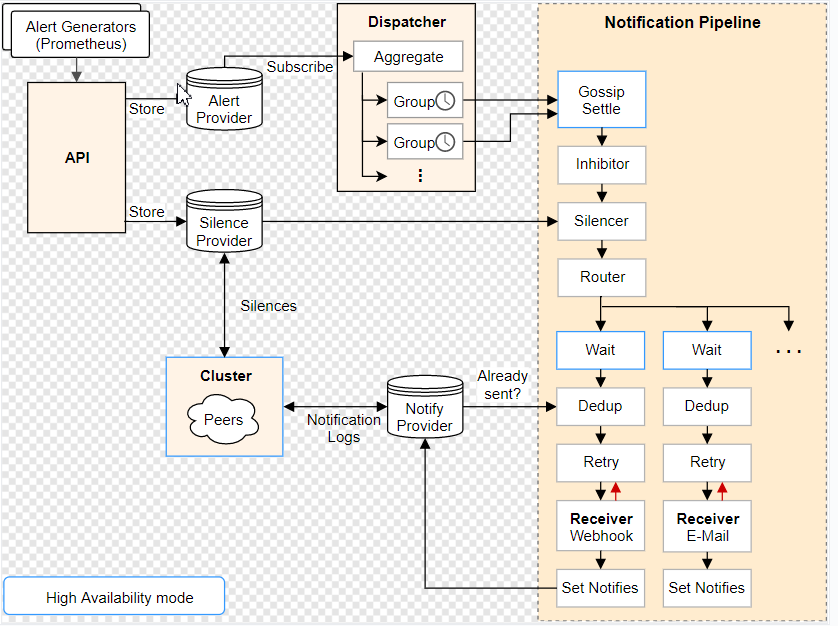 Alert Generators
(Prometheus)
API
Store
Alert
Provider
Subscribe
Dispatcher
Aggregate
Group
Group
⋮
Store
Silence
Provider
Silences
Cluster
Peers
Notification
Logs
Notify
Provider
Already
sent?
High Availability mode
Notification Pipeline
Gossip
Settle
Inhibitor
Silencer
Router
Wait
Wait
. . .
Dedup
Dedup
Retry
Retry
Receiver
Webhook
Receiver
E-Mail
Set Notifies
Set Notifies